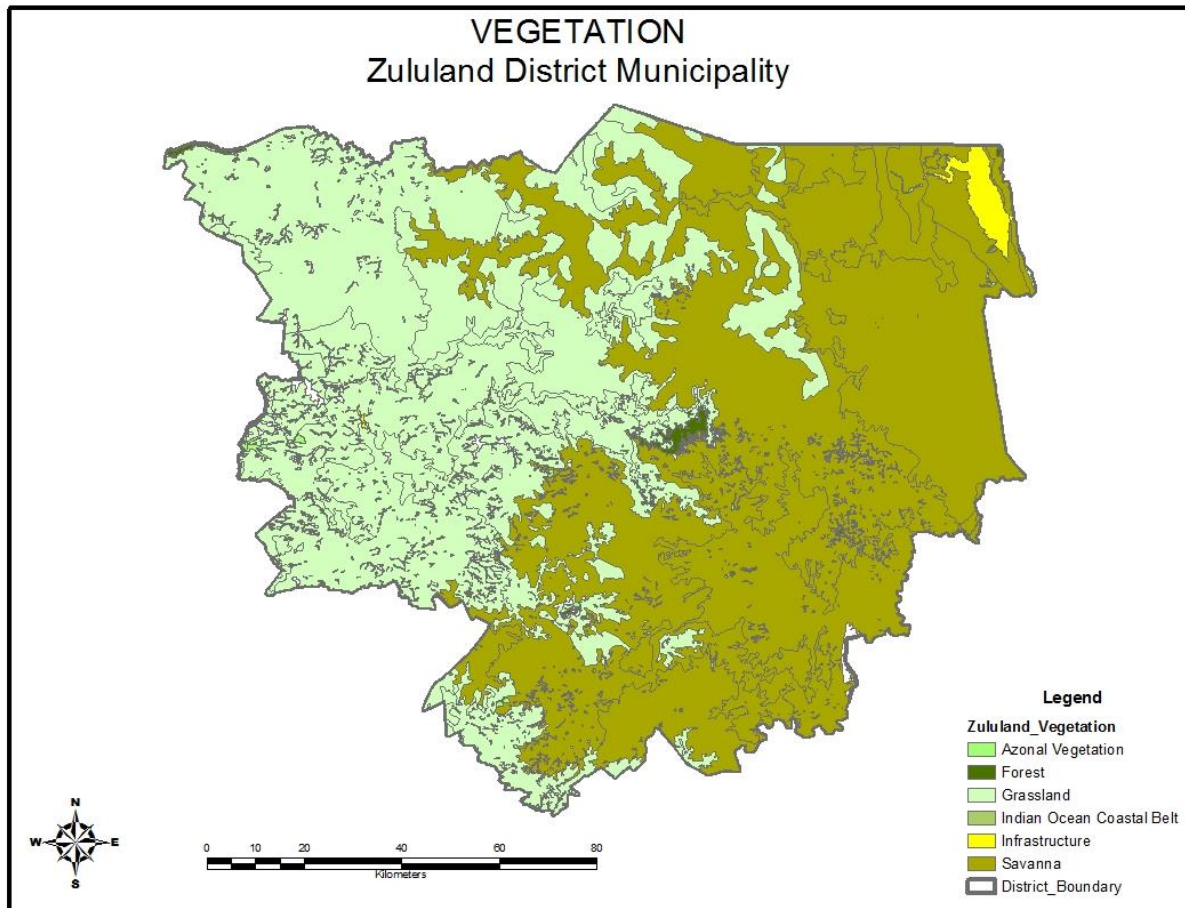 VEGETATION
Zululand District Municipality
Legend
Zululand_Vegetation
Azonal Vegetation
Forest
Grassland
Indian Ocean Coastal Belt
Infrastructure
Savanna
District_Boundary
N
W E
S
0 10 20 40 60 80
Kilometers